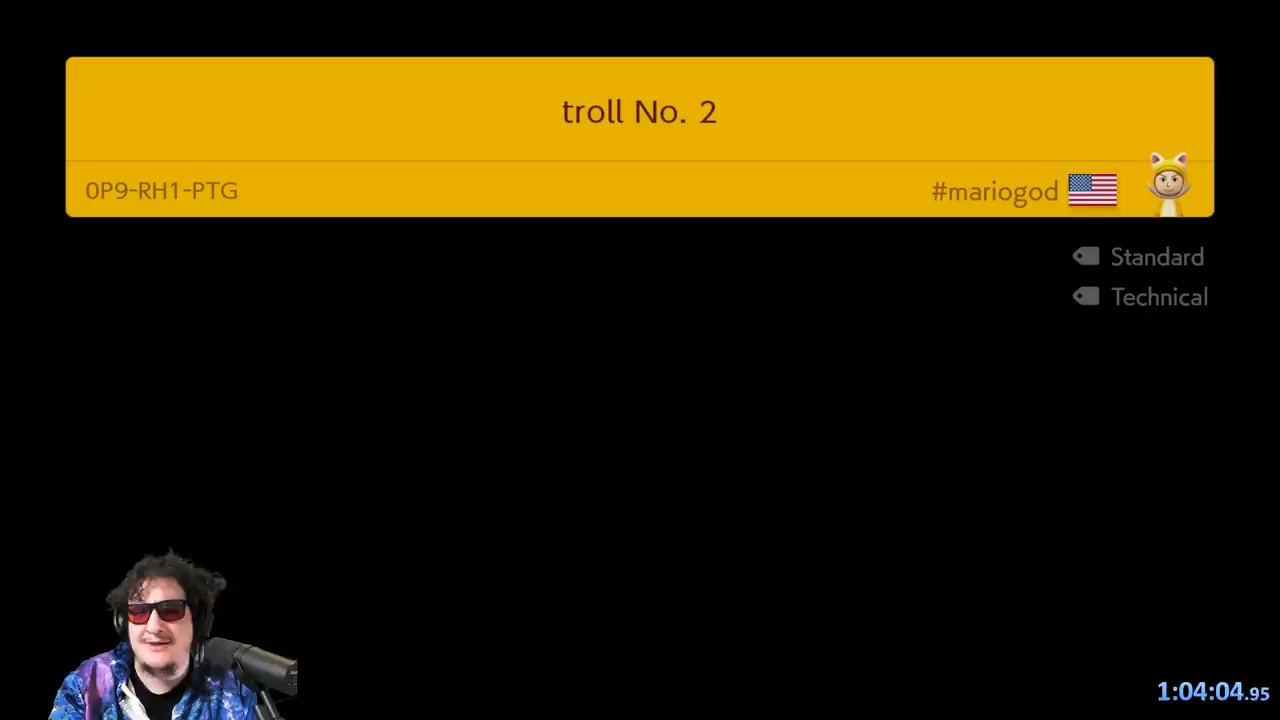 troll No. 2
0P9-RH1-PTG
#mariogod
Standard
Technical
1:04:04.95